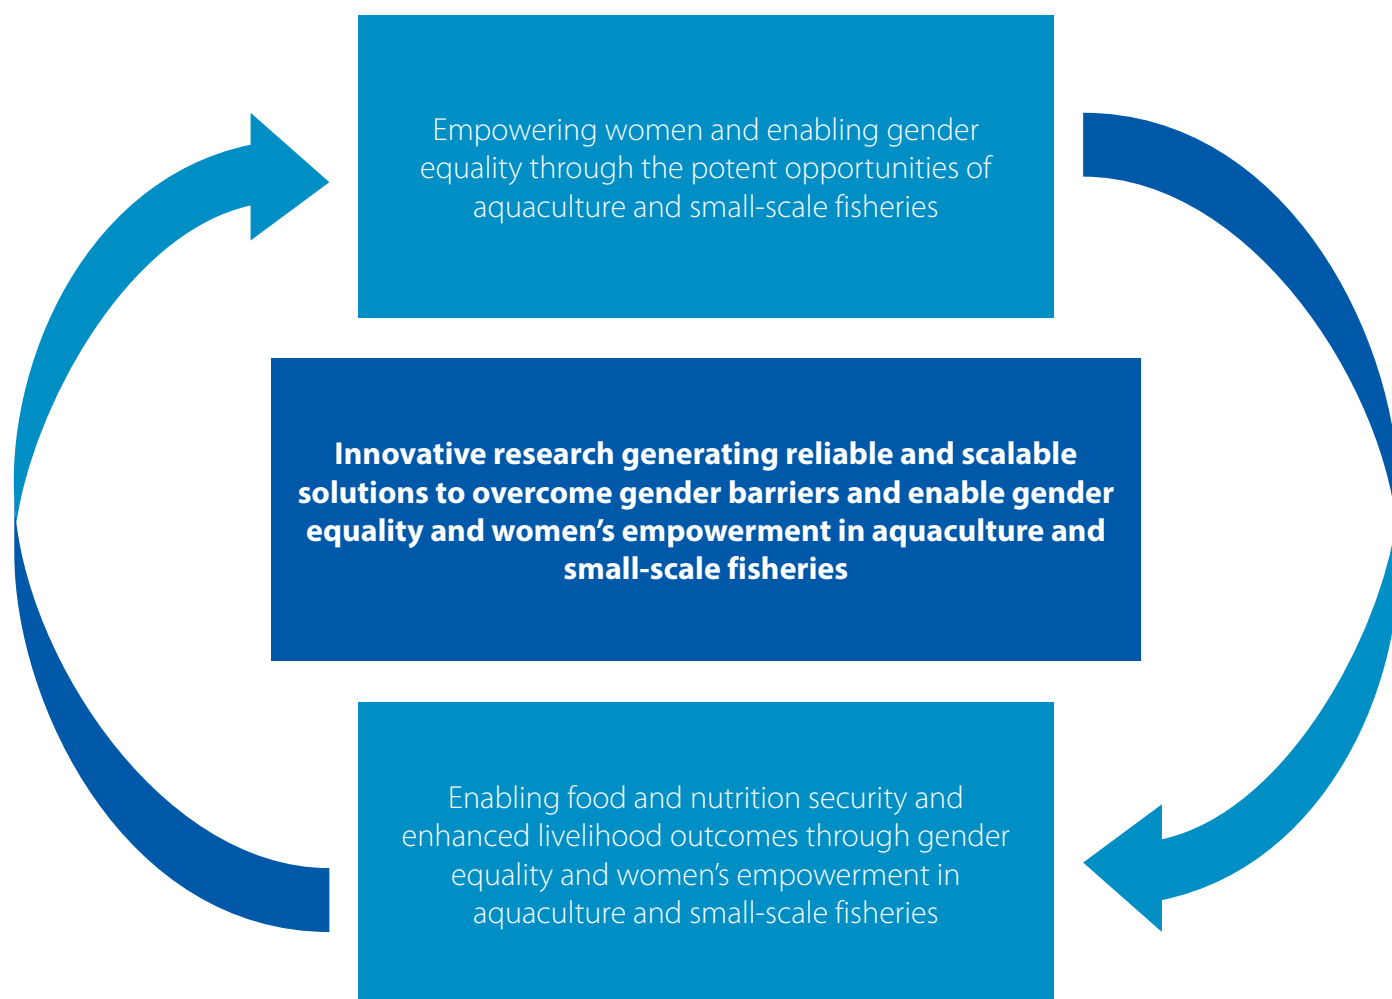 Empowering women and enabling gender
equality through the potent opportunities of
aquaculture and small-scale fisheries
Innovative research generating reliable and scalable
solutions to overcome gender barriers and enable gender
equality and women’s empowerment in aquaculture and
small-scale fisheries
Enabling food and nutrition security and
enhanced livelihood outcomes through gender
equality and women’s empowerment in
aquaculture and small-scale fisheries